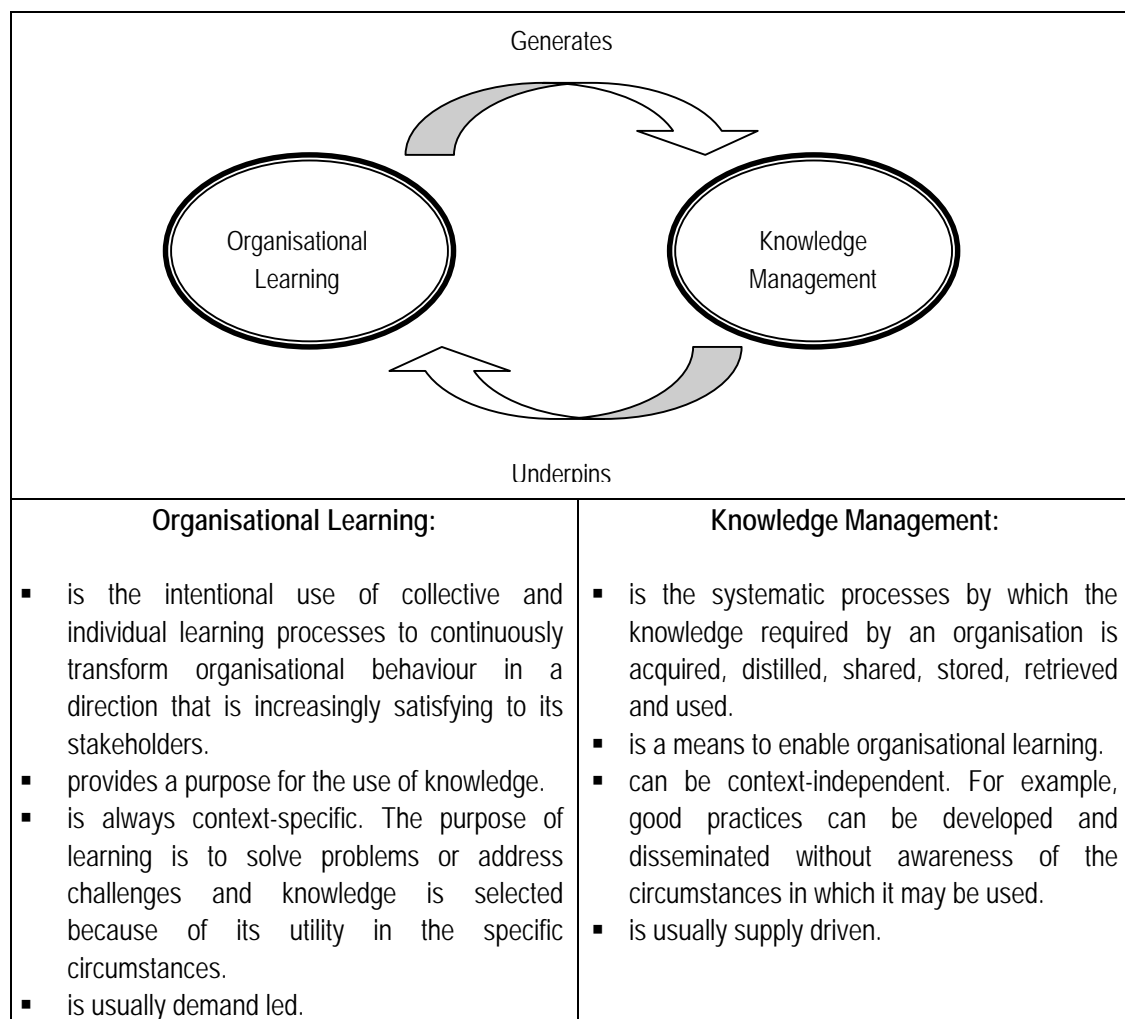 Generates
Organisational
Learning
Knowledge
Management
Underpins
Organisational Learning:
▪ is the intentional use of collective and
individual learning processes to continuously
transform organisational behaviour in a
direction that is increasingly satisfying to its
stakeholders.
▪ provides a purpose for the use of knowledge.
▪ is always context-specific. The purpose of
learning is to solve problems or address
challenges and knowledge is selected
because of its utility in the specific
circumstances.
▪ is usually demand led.
Knowledge Management:
▪ is the systematic processes by which the
knowledge required by an organisation is
acquired, distilled, shared, stored, retrieved
and used.
▪ is a means to enable organisational learning.
▪ can be context-independent. For example,
good practices can be developed and
disseminated without awareness of the
circumstances in which it may be used.
▪ is usually supply driven.